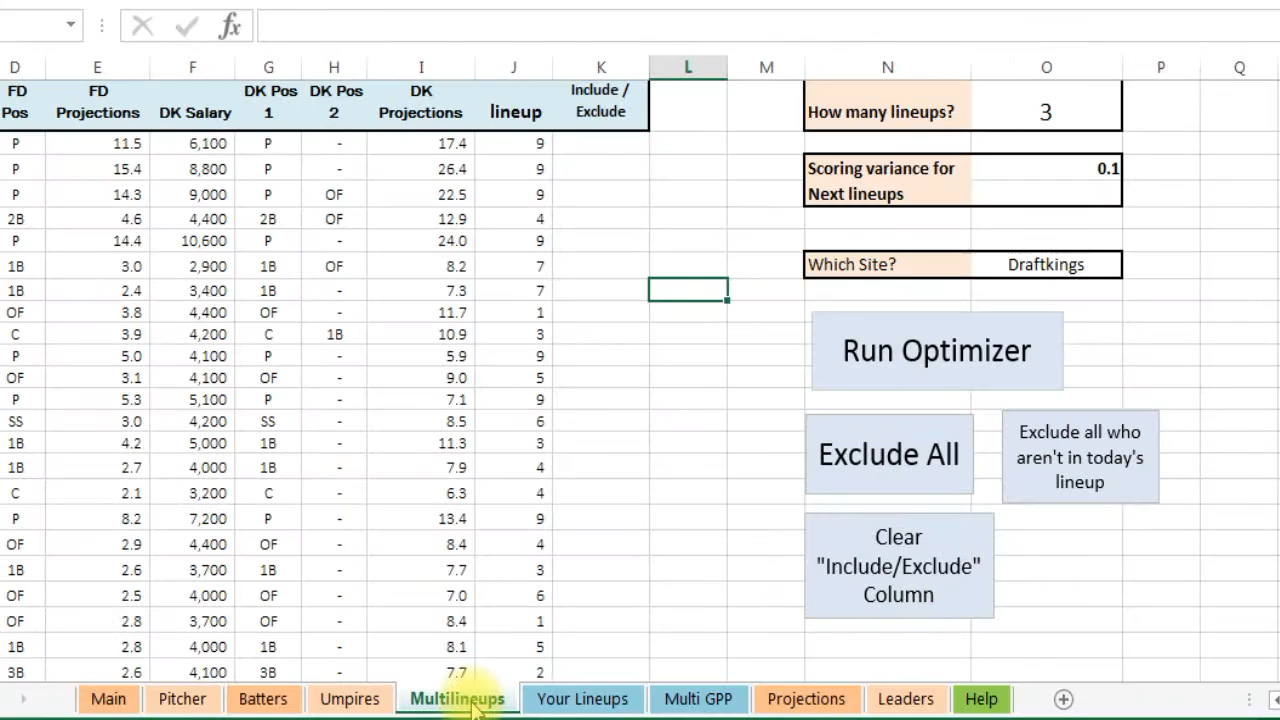 fx
D E F G H I J K L M N O P Q
FD Pos FD Projections DK Salary DK Pos 1 DK Pos 2 DK Projections lineup Include / Exclude
P 11.5 6,100 P - 17.4 9
P 15.4 8,800 P - 26.4 9
P 14.3 9,000 P OF 22.5 9
2B 4.6 4,400 2B OF 12.9 4
P 14.4 10,600 P - 24.0 9
1B 3.0 2,900 1B OF 8.2 7
1B 2.4 3,400 1B - 7.3 7
OF 3.8 4,400 OF - 11.7 1
C 3.9 4,200 C 1B 10.9 3
P 5.0 4,100 P - 5.9 9
OF 3.1 4,100 OF - 9.0 5
P 5.3 5,100 P - 7.1 9
SS 3.0 4,200 SS - 8.5 6
1B 4.2 5,000 1B - 11.3 3
1B 2.7 4,000 1B - 7.9 4
C 2.1 3,200 C - 6.3 4
P 8.2 7,200 P - 13.4 9
OF 2.9 4,400 OF - 8.4 4
1B 2.6 3,700 1B - 7.7 3
OF 2.5 4,000 OF - 7.0 6
OF 2.8 3,700 OF - 8.4 1
1B 2.8 4,000 1B - 8.1 5
3B 2.6 4,100 3B - 7.7 2
How many lineups? 3
Scoring variance for 0.1
Next lineups
Which Site? Draftkings
Run Optimizer
Exclude All
Exclude all who
aren't in today's
lineup
Clear
"Include/Exclude"
Column
Main Pitcher Batters Umpires Multilineups Your Lineups Multi GPP Projections Leaders Help